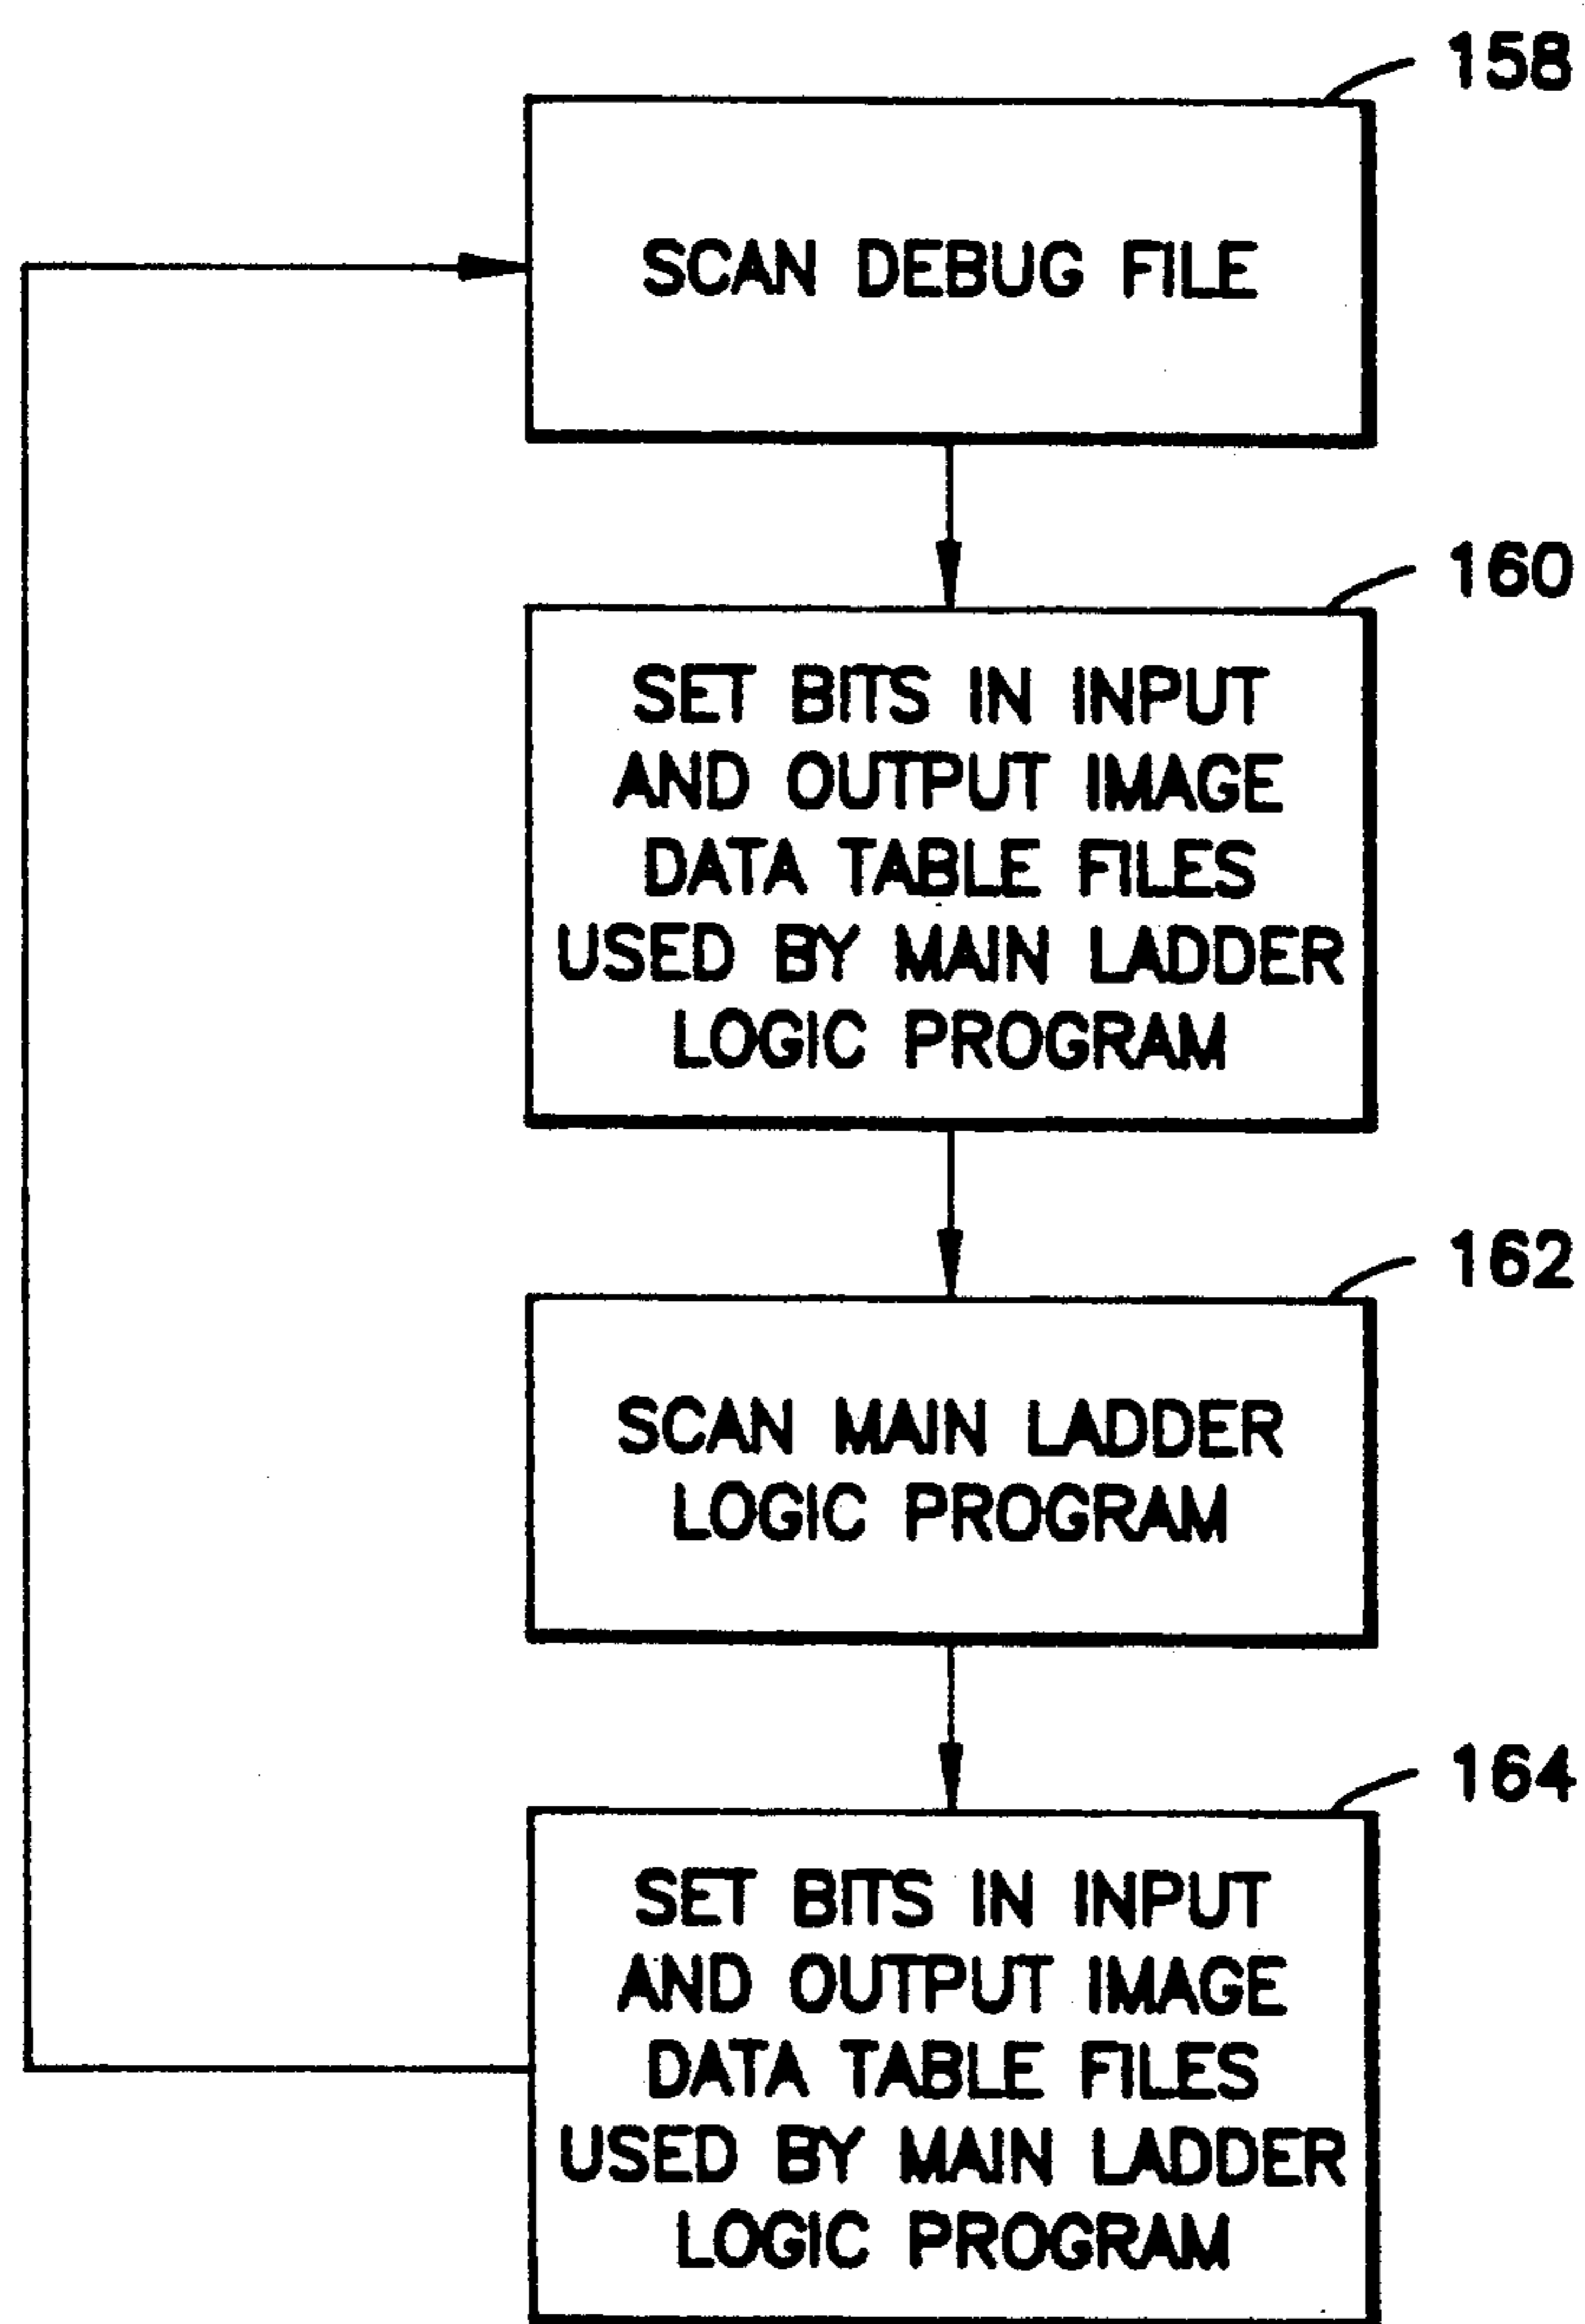 158
SCAN DEBUG FILE
160
SET BITS IN INPUT
AND OUTPUT IMAGE
DATA TABLE FILES
USED BY MAIN LADDER
LOGIC PROGRAM
162
SCAN MAIN LADDER
LOGIC PROGRAM
164
SET BITS IN INPUT
AND OUTPUT IMAGE
DATA TABLE FILES
USED BY MAIN LADDER
LOGIC PROGRAM